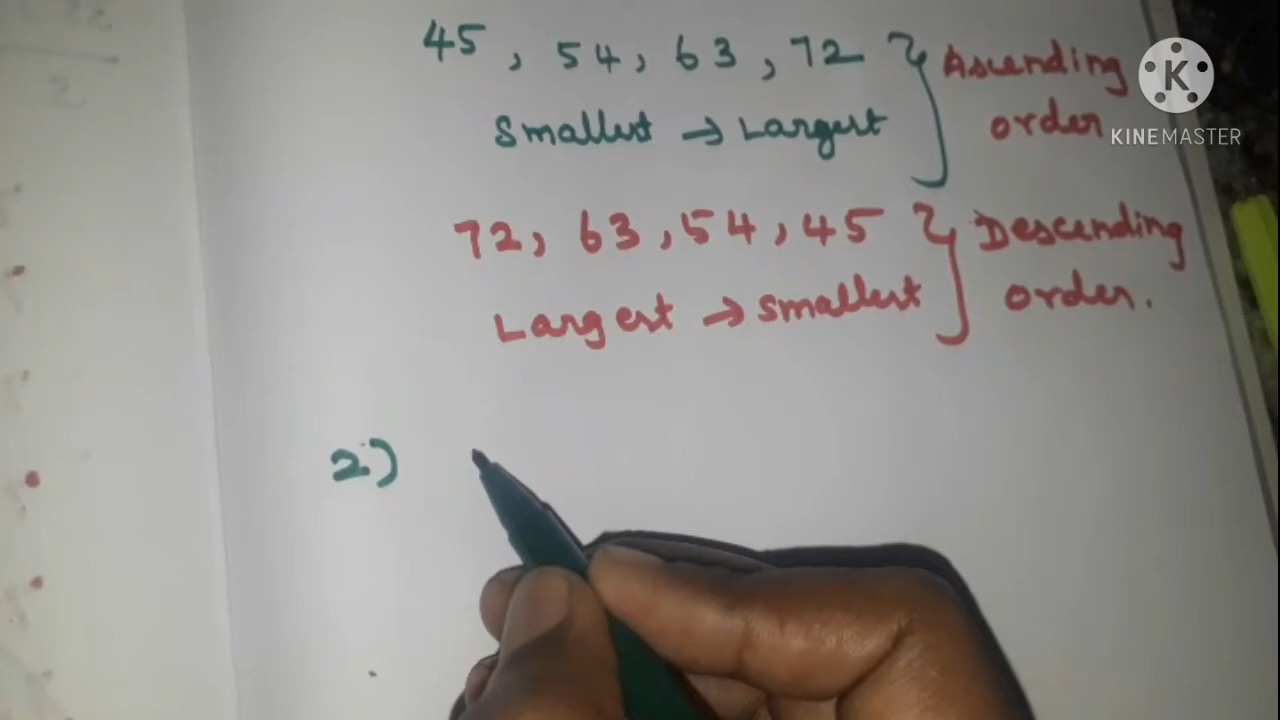 45, 54, 63, 72 } Ascending
Smallest → Largest order
72, 63, 54, 45 } Descending
Largest → smallest order.
2)
K
KINEMASTER